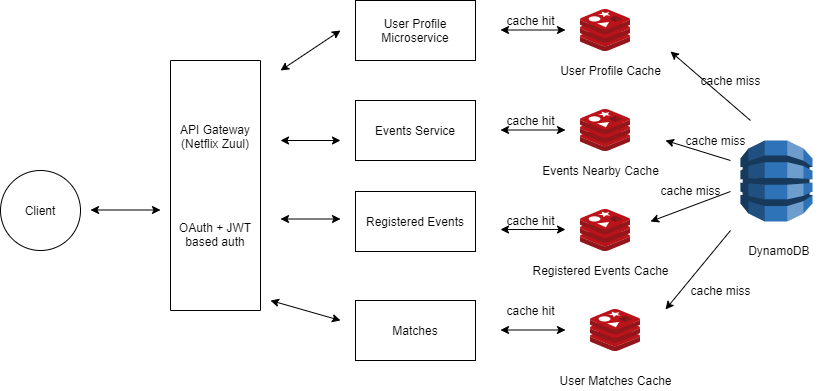 User Profile
Microservice
cache hit
User Profile Cache
cache miss
API Gateway
(Netflix Zuul)
OAuth + JWT
based auth
Client
Events Service
cache hit
Events Nearby Cache
cache miss
Registered Events
cache hit
Registered Events Cache
cache miss
DynamoDB
Matches
cache hit
User Matches Cache
cache miss